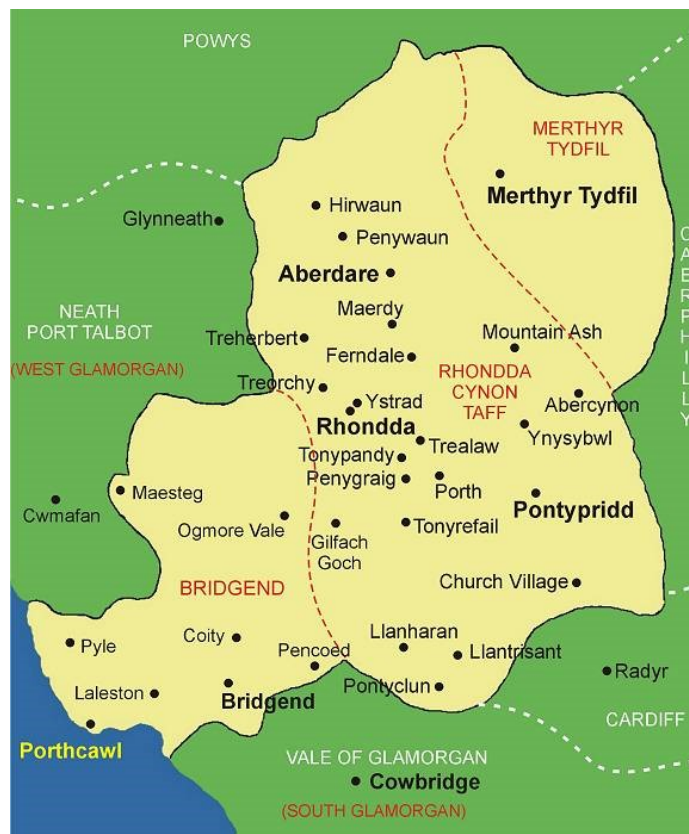 POWYS
MERTHYR
TYDFIL
Merthyr Tydfil
Glynneath
Hirwaun
Penywaun
CAERPHILLY
Aberdare
NEATH
PORT TALBOT
(WEST GLAMORGAN)
Maerdy
Treherbert
Mountain Ash
Ferndale
RHONDDA
CYNON
TAFF
Treorchy
Ystrad
Abercynon
Rhondda
Ynysybwl
Trealaw
Tonypandy
Penygraig
Porth
Maesteg
Pontypridd
Cwmafan
Ogmore Vale
Gilfach
Goch
Tonyrefail
BRIDGEND
Church Village
Pyle
Coity
Llanharan
Pencoed
Llantrisant
Radyr
Laleston
Bridgend
Pontyclun
CARDIFF
Porthcawl
VALE OF GLAMORGAN
Cowbridge
(SOUTH GLAMORGAN)